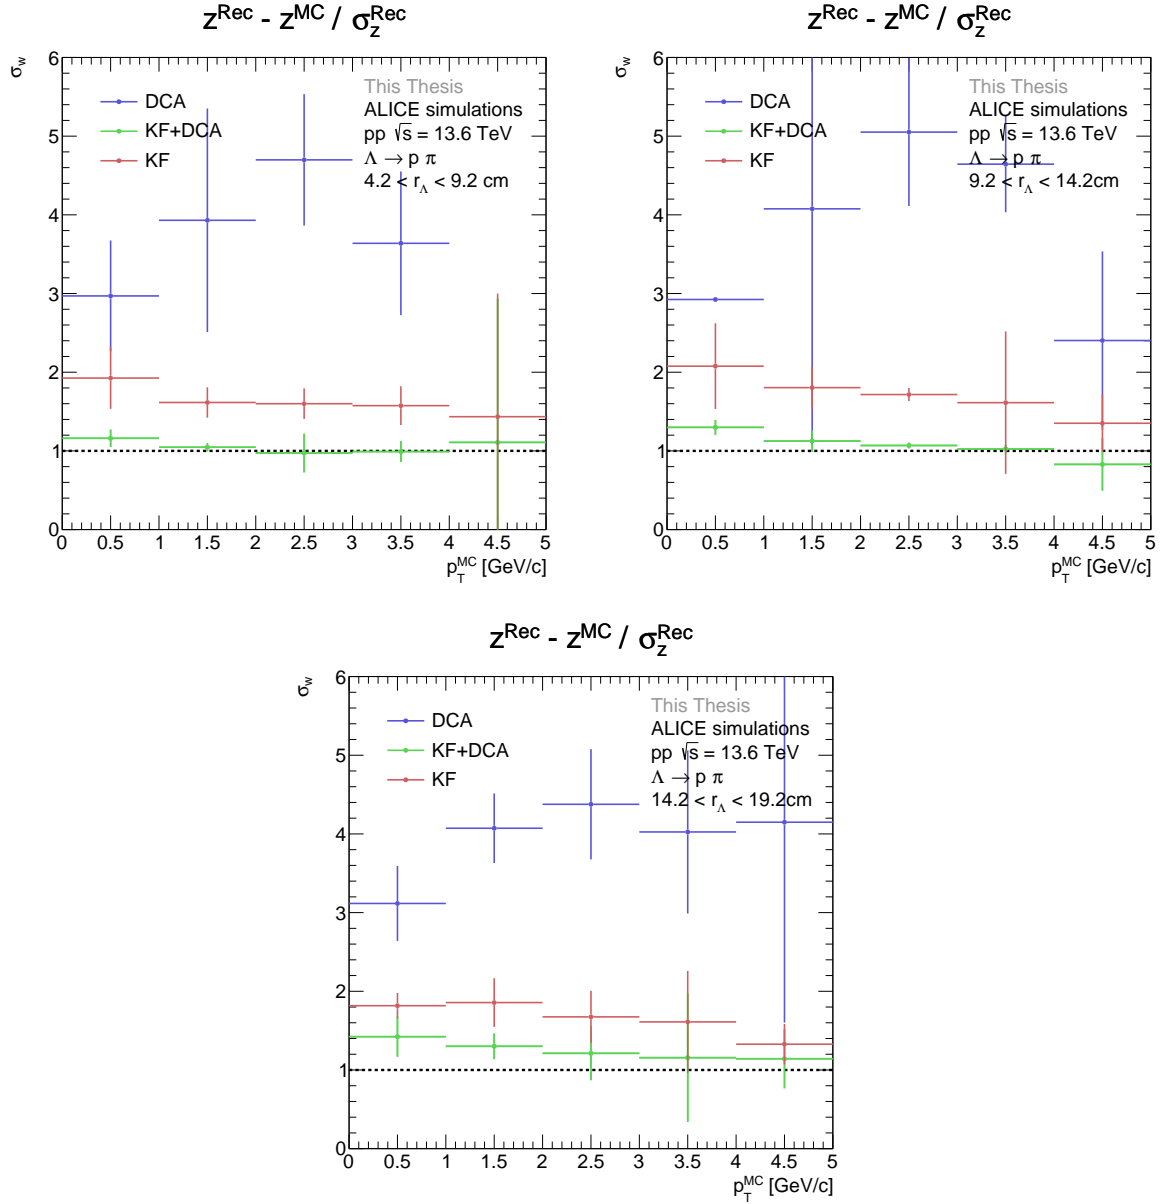 z^Rec - z^MC / σ_z^Rec
σ_w
This Thesis
ALICE simulations
pp √s = 13.6 TeV
Λ → p π
4.2 < r_Λ < 9.2 cm
DCA
KF+DCA
KF
6
5
4
3
2
1
0
0 0.5 1 1.5 2 2.5 3 3.5 4 4.5 5
p_T^MC [GeV/c]
z^Rec - z^MC / σ_z^Rec
σ_w
This Thesis
ALICE simulations
pp √s = 13.6 TeV
Λ → p π
9.2 < r_Λ < 14.2cm
DCA
KF+DCA
KF
6
5
4
3
2
1
0
0 0.5 1 1.5 2 2.5 3 3.5 4 4.5 5
p_T^MC [GeV/c]
z^Rec - z^MC / σ_z^Rec
σ_w
This Thesis
ALICE simulations
pp √s = 13.6 TeV
Λ → p π
14.2 < r_Λ < 19.2cm
DCA
KF+DCA
KF
6
5
4
3
2
1
0
0 0.5 1 1.5 2 2.5 3 3.5 4 4.5 5
p_T^MC [GeV/c]